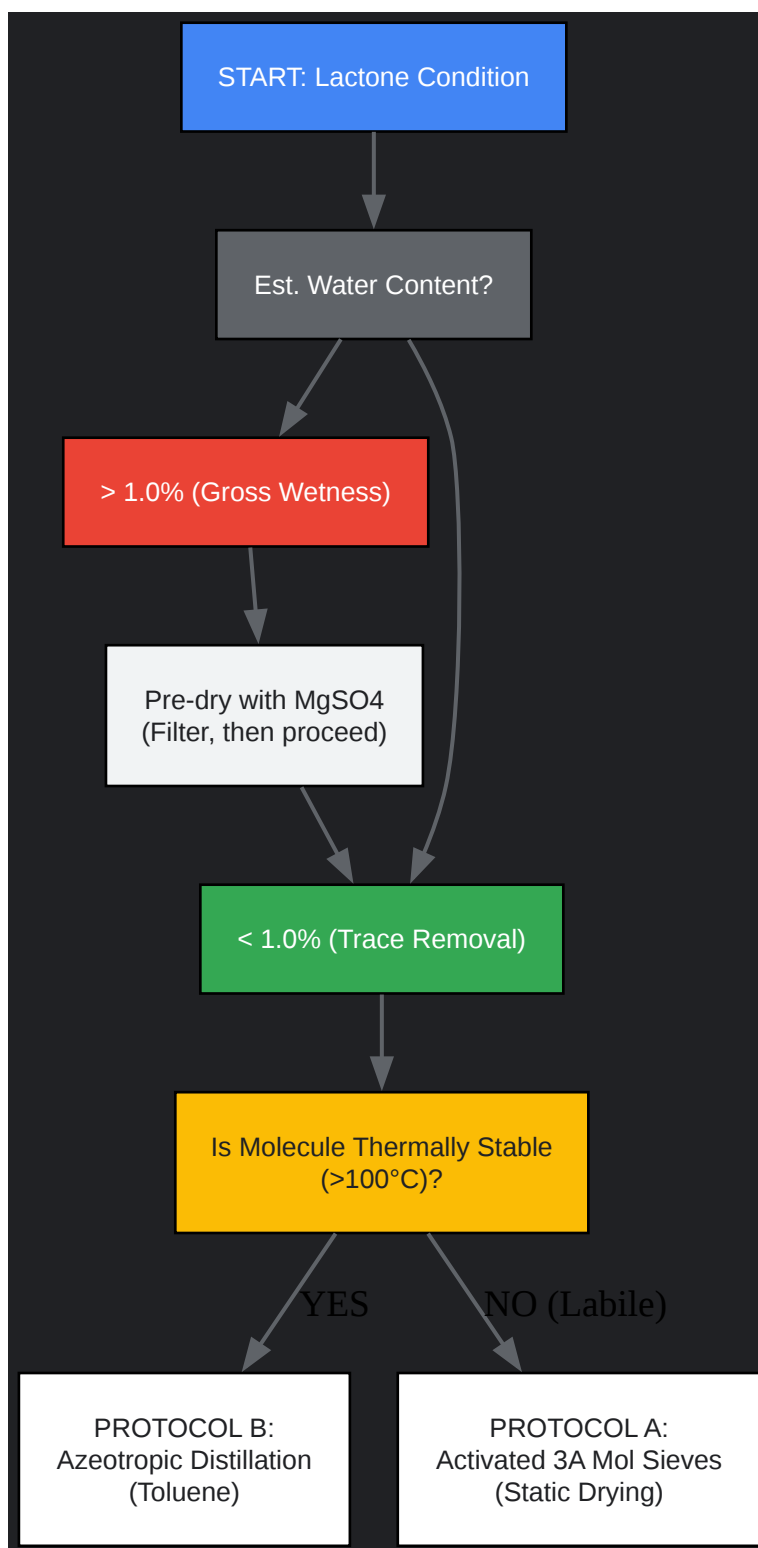 START: Lactone Condition
Est. Water Content?
> 1.0% (Gross Wetness)
Pre-dry with MgSO4
(Filter, then proceed)
< 1.0% (Trace Removal)
Is Molecule Thermally Stable
(>100°C)?
YES
NO (Labile)
PROTOCOL B:
Azeotropic Distillation
(Toluene)
PROTOCOL A:
Activated 3A Mol Sieves
(Static Drying)